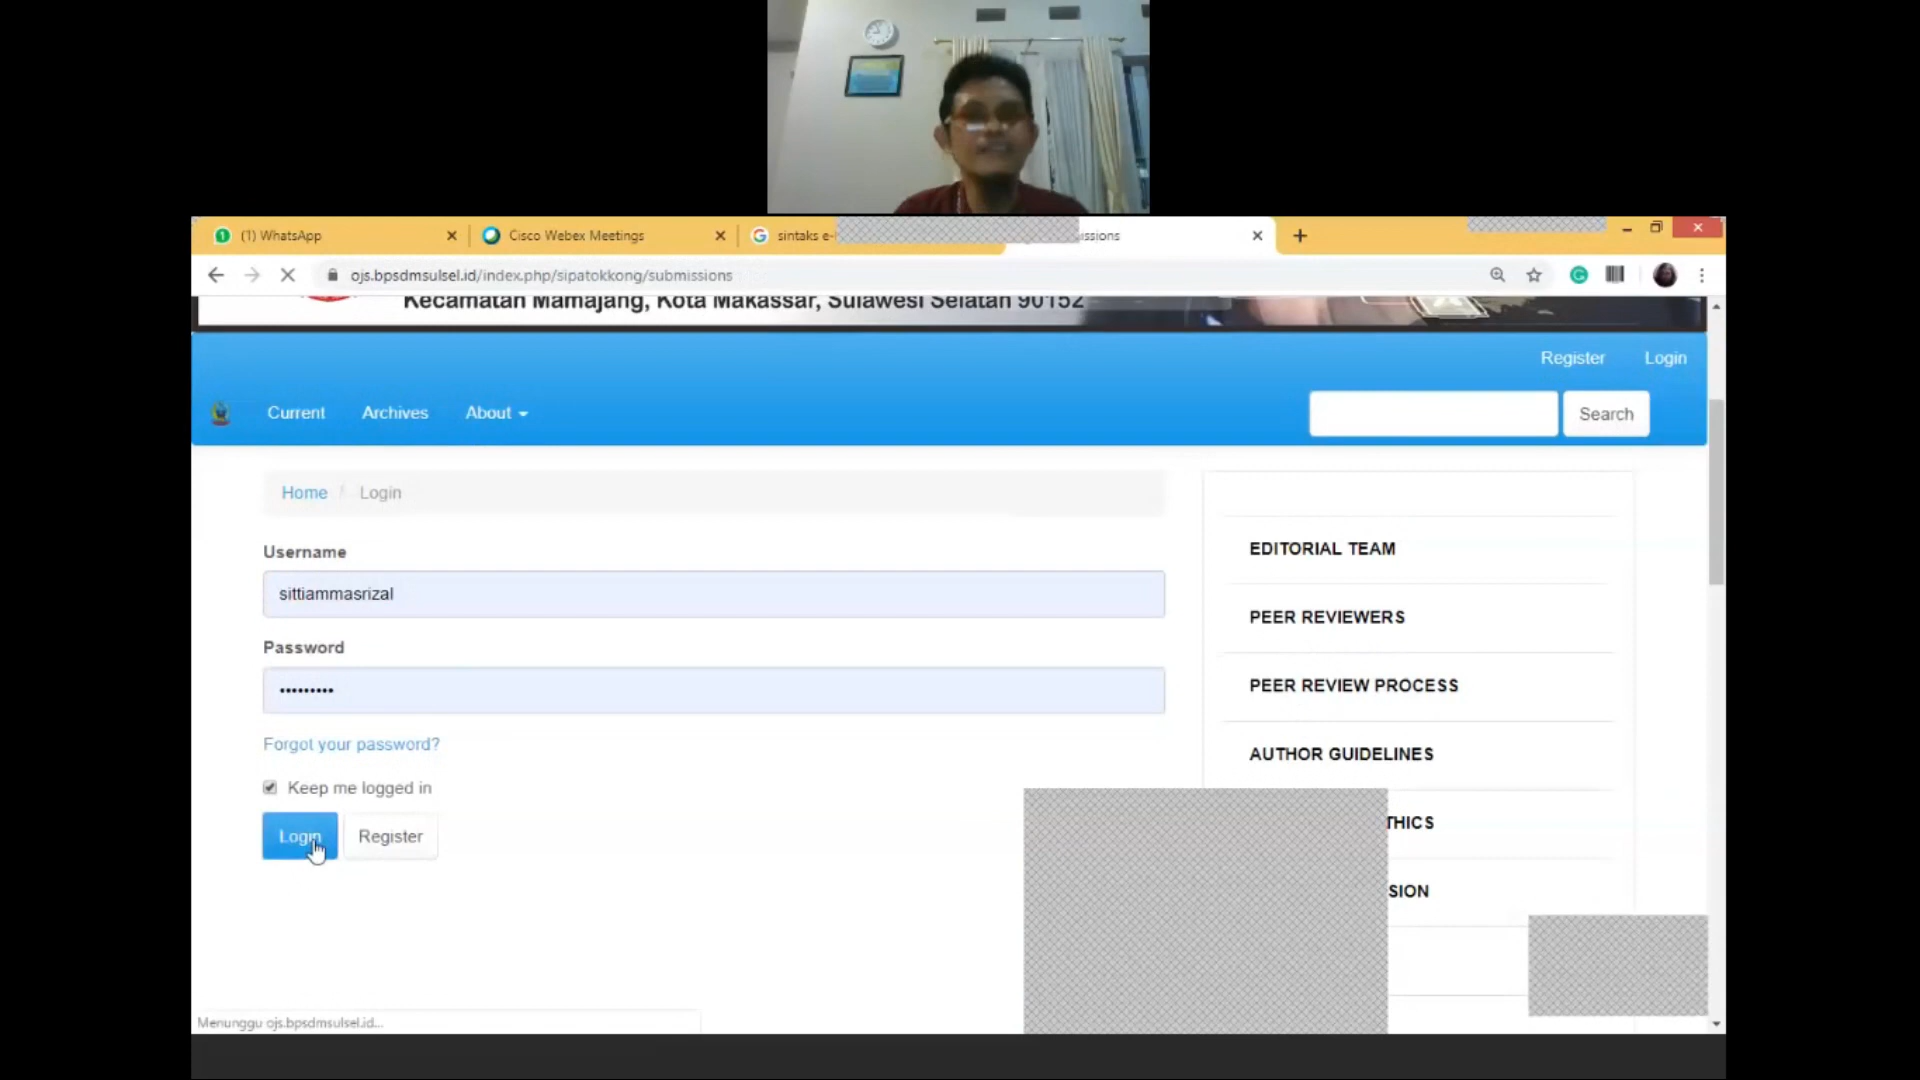 (1) WhatsApp
Cisco Webex Meetings
sintaks e-
issions
ojs.bpsdmsulsel.id/index.php/sipatokkong/submissions
Kecamatan Mamajang, Kota Makassar, Sulawesi Selatan 90152
Register
Login
Current
Archives
About
Search
Home / Login
Username
sittiammasrizal
Password
•••••••••
Forgot your password?
Keep me logged in
Login
Register
EDITORIAL TEAM
PEER REVIEWERS
PEER REVIEW PROCESS
AUTHOR GUIDELINES
THICS
SION
Menunggu ojs.bpsdmsulsel.id...